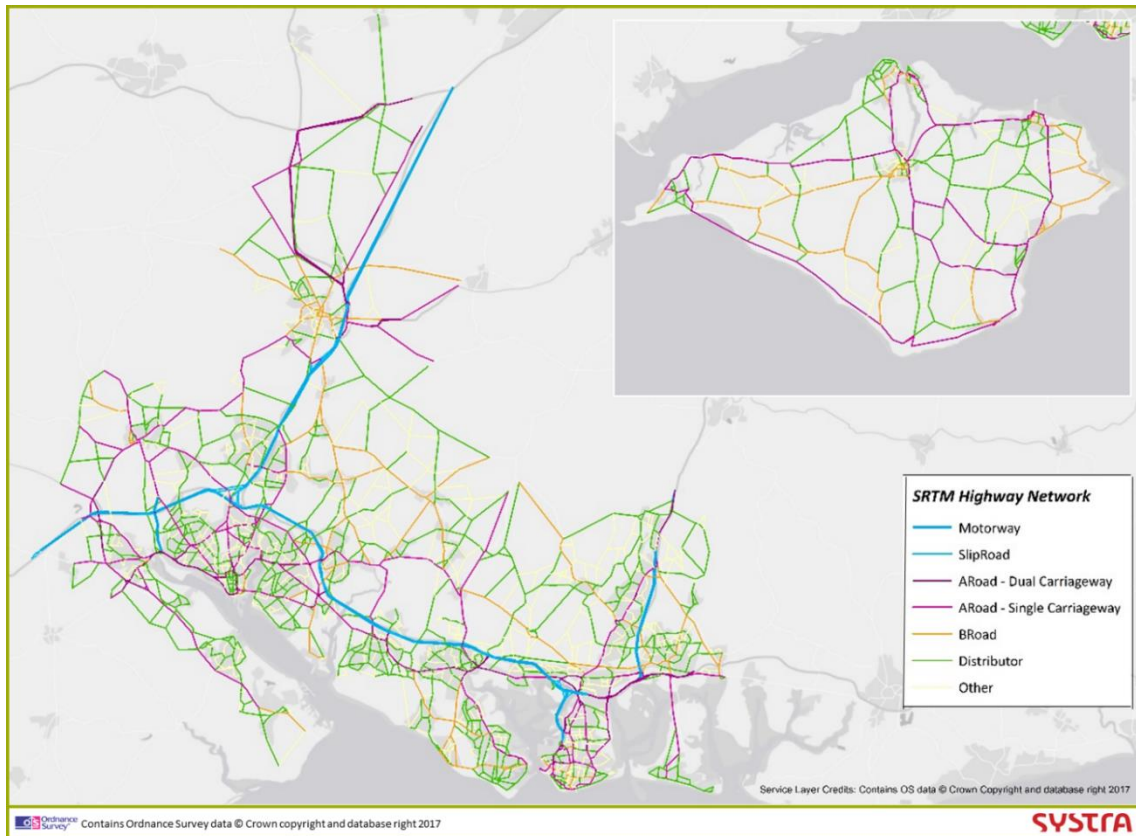 SRTM Highway Network
Motorway
SlipRoad
ARoad - Dual Carriageway
ARoad - Single Carriageway
BRoad
Distributor
Other
Service Layer Credits: Contains OS data © Crown Copyright and database right 2017
OS Ordnance Survey® Contains Ordnance Survey data © Crown copyright and database right 2017
SYSTRA